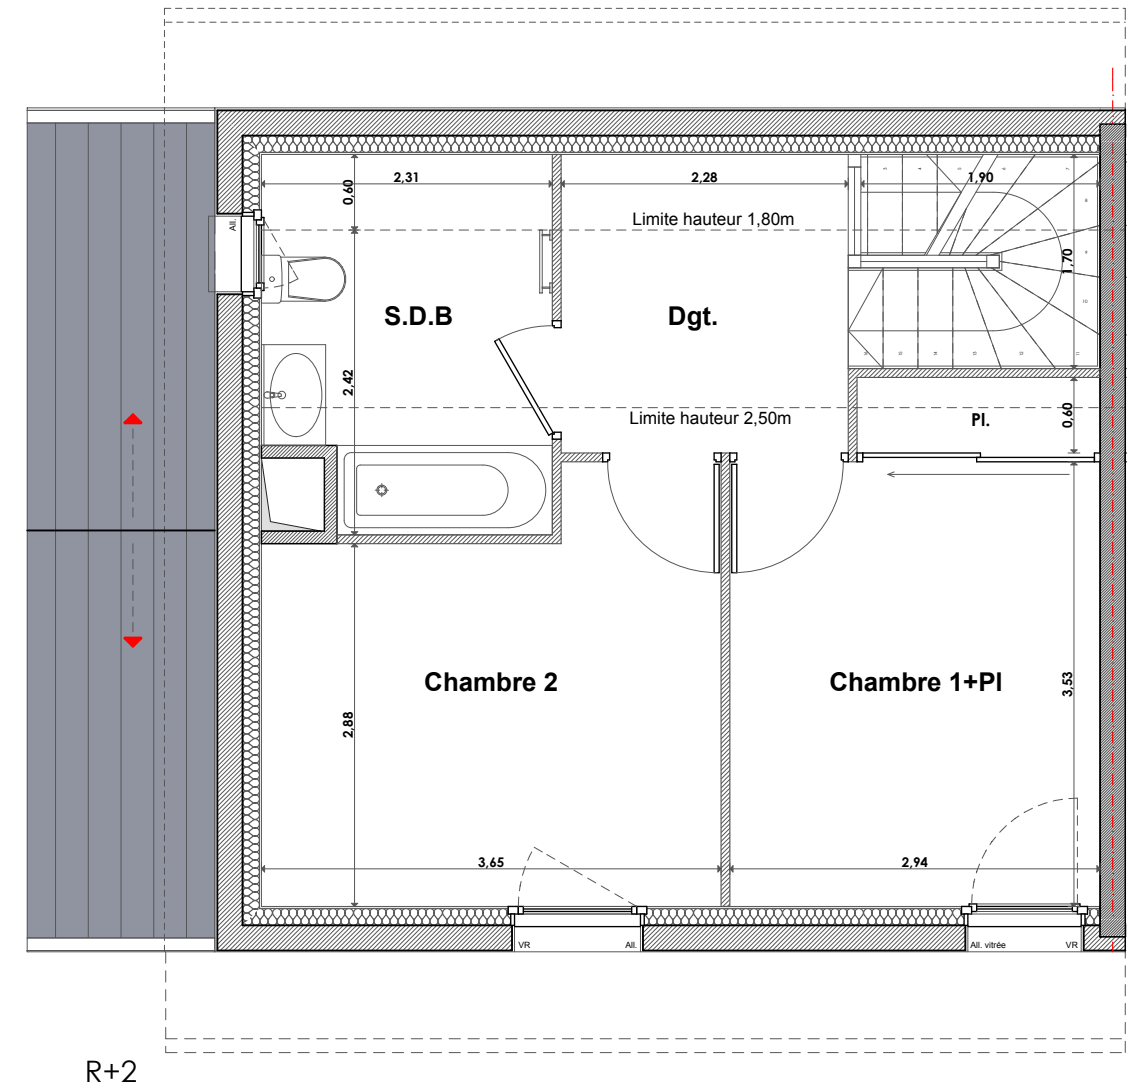 2,31
2,28
1,90
0,60
Limite hauteur 1,80m
All.
1,70
S.D.B
Dgt.
2,42
Limite hauteur 2,50m
Pl.
0,60
Chambre 2
Chambre 1+Pl
3,53
2,88
3,65
2,94
VR
All.
All. vitrée
VR
R+2